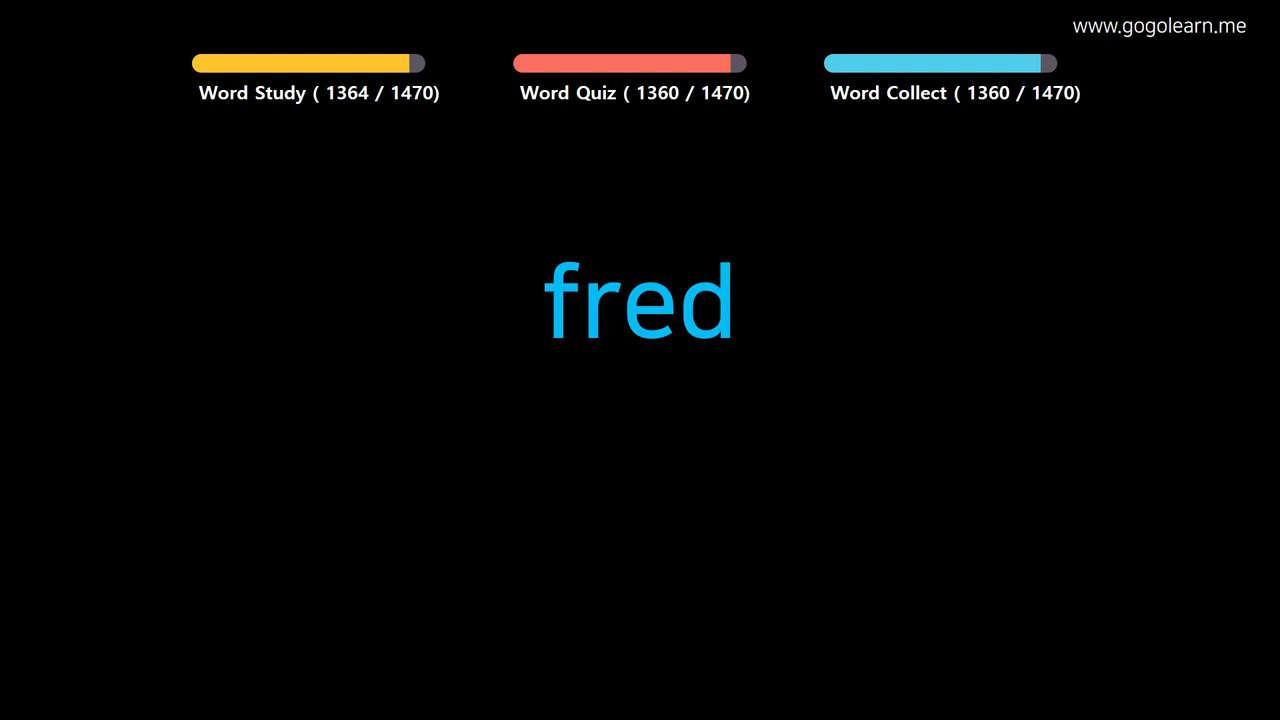 www.gogolearn.me
Word Study ( 1364 / 1470)
Word Quiz ( 1360 / 1470)
Word Collect ( 1360 / 1470)
fred